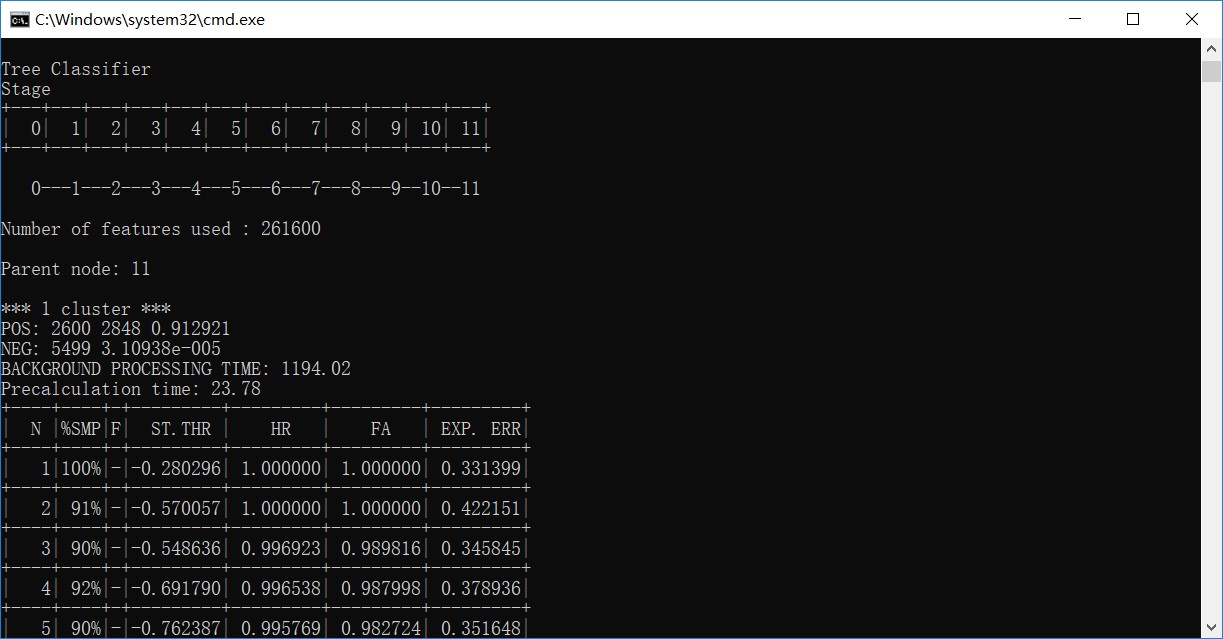 C:\Windows\system32\cmd.exe
Tree Classifier
Stage
+---+---+---+---+---+---+---+---+---+---+---+---+
|  0|  1|  2|  3|  4|  5|  6|  7|  8|  9| 10| 11|
+---+---+---+---+---+---+---+---+---+---+---+---+
   0---1---2---3---4---5---6---7---8---9--10--11
Number of features used : 261600
Parent node: 11
*** 1 cluster ***
POS: 2600 2848 0.912921
NEG: 5499 3.10938e-005
BACKGROUND PROCESSING TIME: 1194.02
Precalculation time: 23.78
+----+----+-+---------+---------+---------+---------+
|  N |%SMP|F|  ST.THR |    HR   |    FA   | EXP. ERR|
+----+----+-+---------+---------+---------+---------+
|   1|100%|-|-0.280296| 1.000000| 1.000000| 0.331399|
+----+----+-+---------+---------+---------+---------+
|   2| 91%|-|-0.570057| 1.000000| 1.000000| 0.422151|
+----+----+-+---------+---------+---------+---------+
|   3| 90%|-|-0.548636| 0.996923| 0.989816| 0.345845|
+----+----+-+---------+---------+---------+---------+
|   4| 92%|-|-0.691790| 0.996538| 0.987998| 0.378936|
+----+----+-+---------+---------+---------+---------+
|   5| 90%|-|-0.762387| 0.995769| 0.982724| 0.351648|